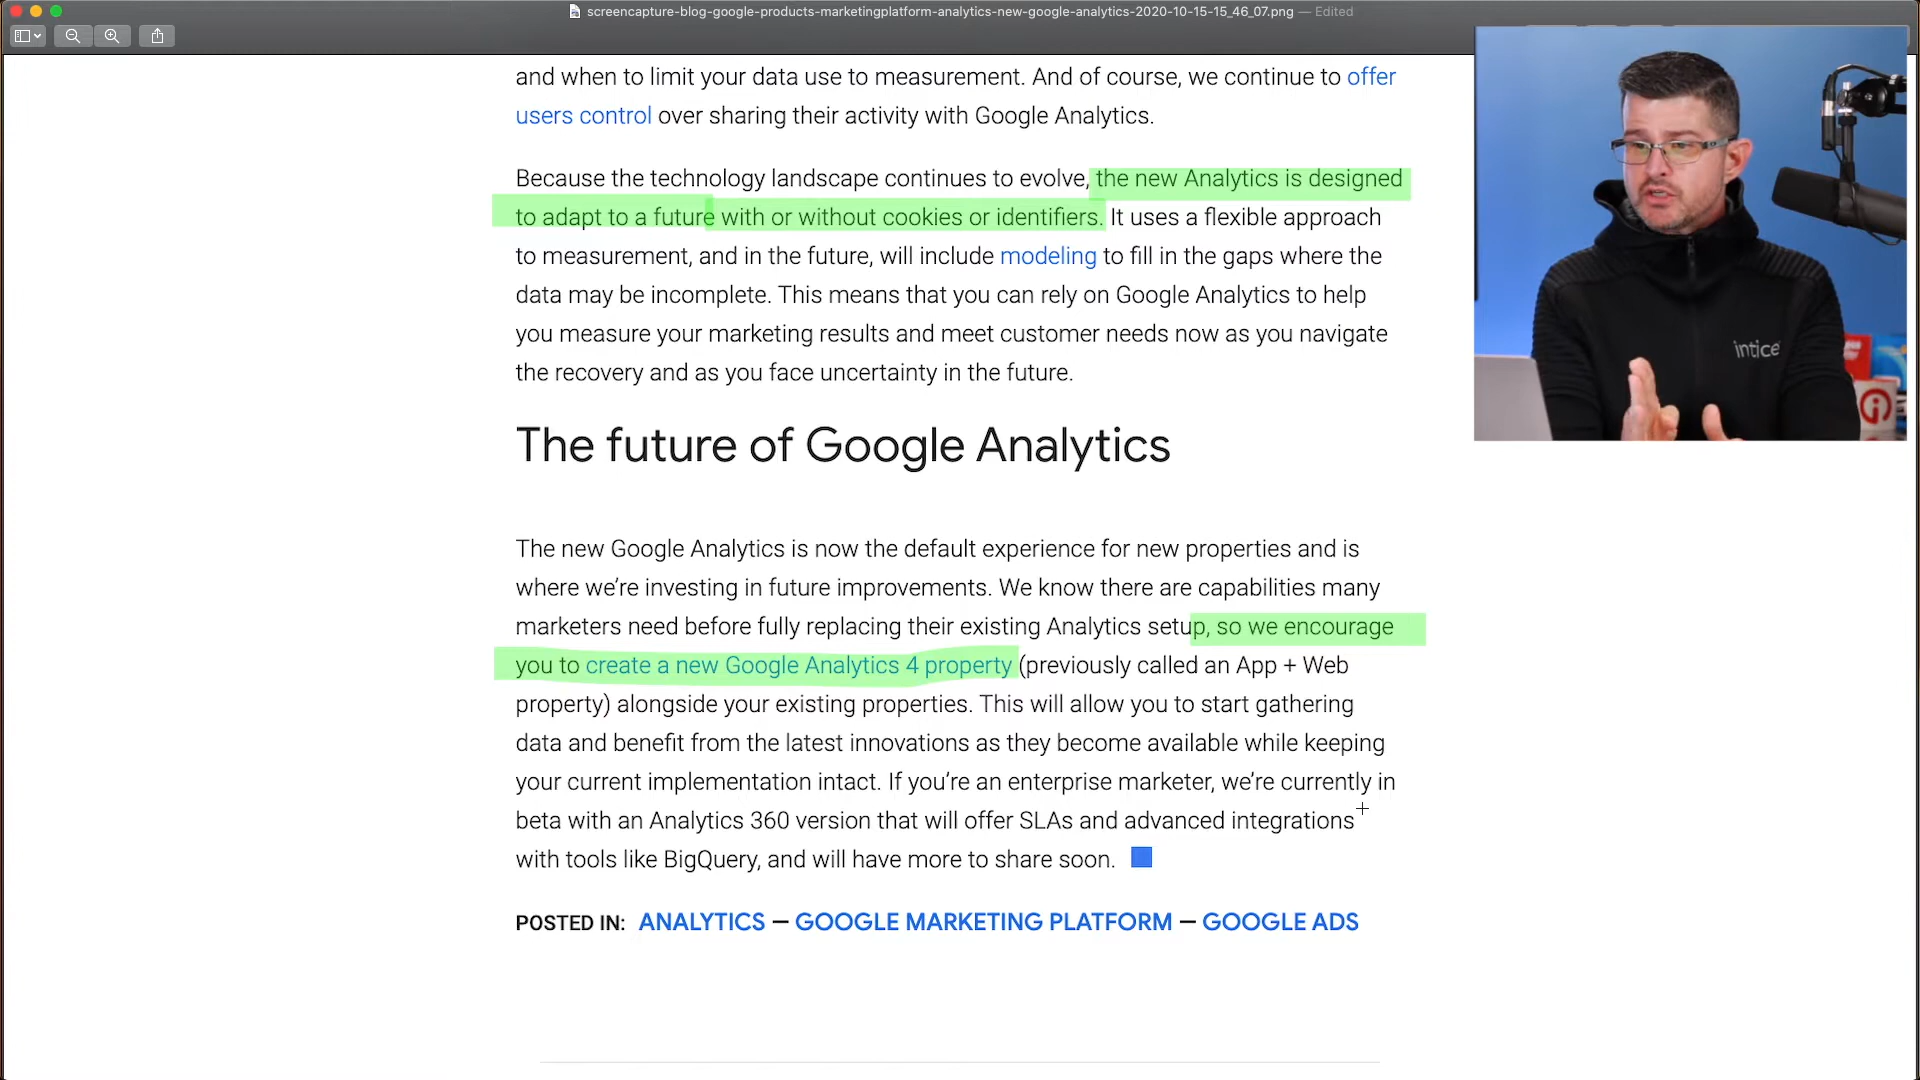 screencapture-blog-google-products-marketingplatform-analytics-new-google-analytics-2020-10-15-15_46_07.png — Edited
and when to limit your data use to measurement. And of course, we continue to offer
users control over sharing their activity with Google Analytics.
Because the technology landscape continues to evolve, the new Analytics is designed
to adapt to a future with or without cookies or identifiers. It uses a flexible approach
to measurement, and in the future, will include modeling to fill in the gaps where the
data may be incomplete. This means that you can rely on Google Analytics to help
you measure your marketing results and meet customer needs now as you navigate
the recovery and as you face uncertainty in the future.
intice
The future of Google Analytics
The new Google Analytics is now the default experience for new properties and is
where we’re investing in future improvements. We know there are capabilities many
marketers need before fully replacing their existing Analytics setup, so we encourage
you to create a new Google Analytics 4 property (previously called an App + Web
property) alongside your existing properties. This will allow you to start gathering
data and benefit from the latest innovations as they become available while keeping
your current implementation intact. If you’re an enterprise marketer, we’re currently in
beta with an Analytics 360 version that will offer SLAs and advanced integrations
with tools like BigQuery, and will have more to share soon.
POSTED IN: ANALYTICS — GOOGLE MARKETING PLATFORM — GOOGLE ADS